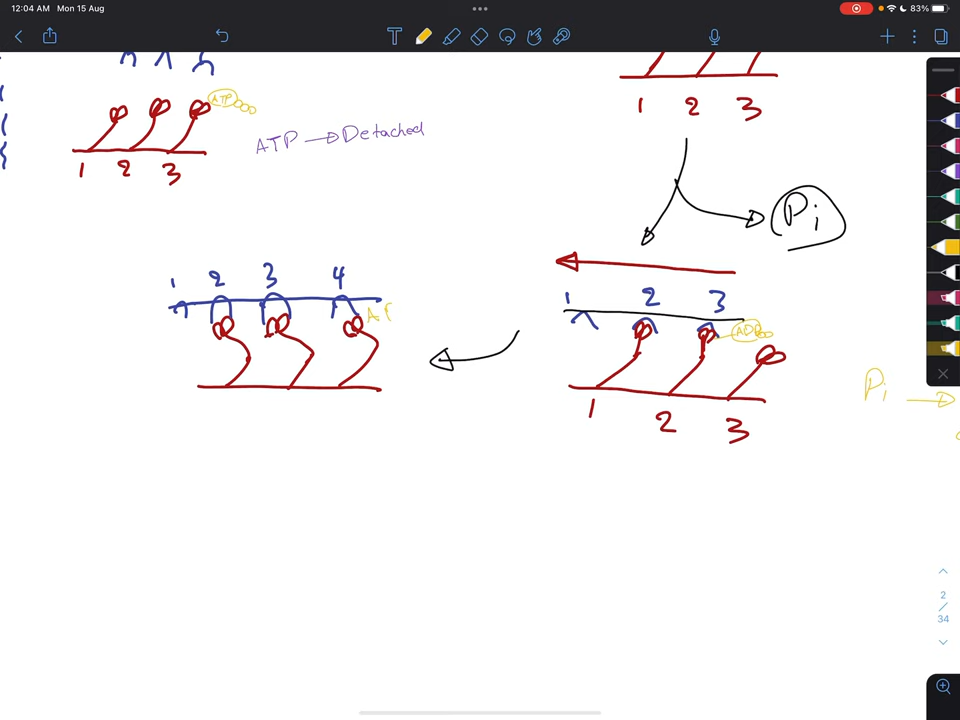 12:04 AM Mon 15 Aug
83%
ATP
ATP → Detached
1 2 3
1 2 3
Pi
1 2 3 4
1 2 3
ADP
1 2 3
Pi →
2
/
34